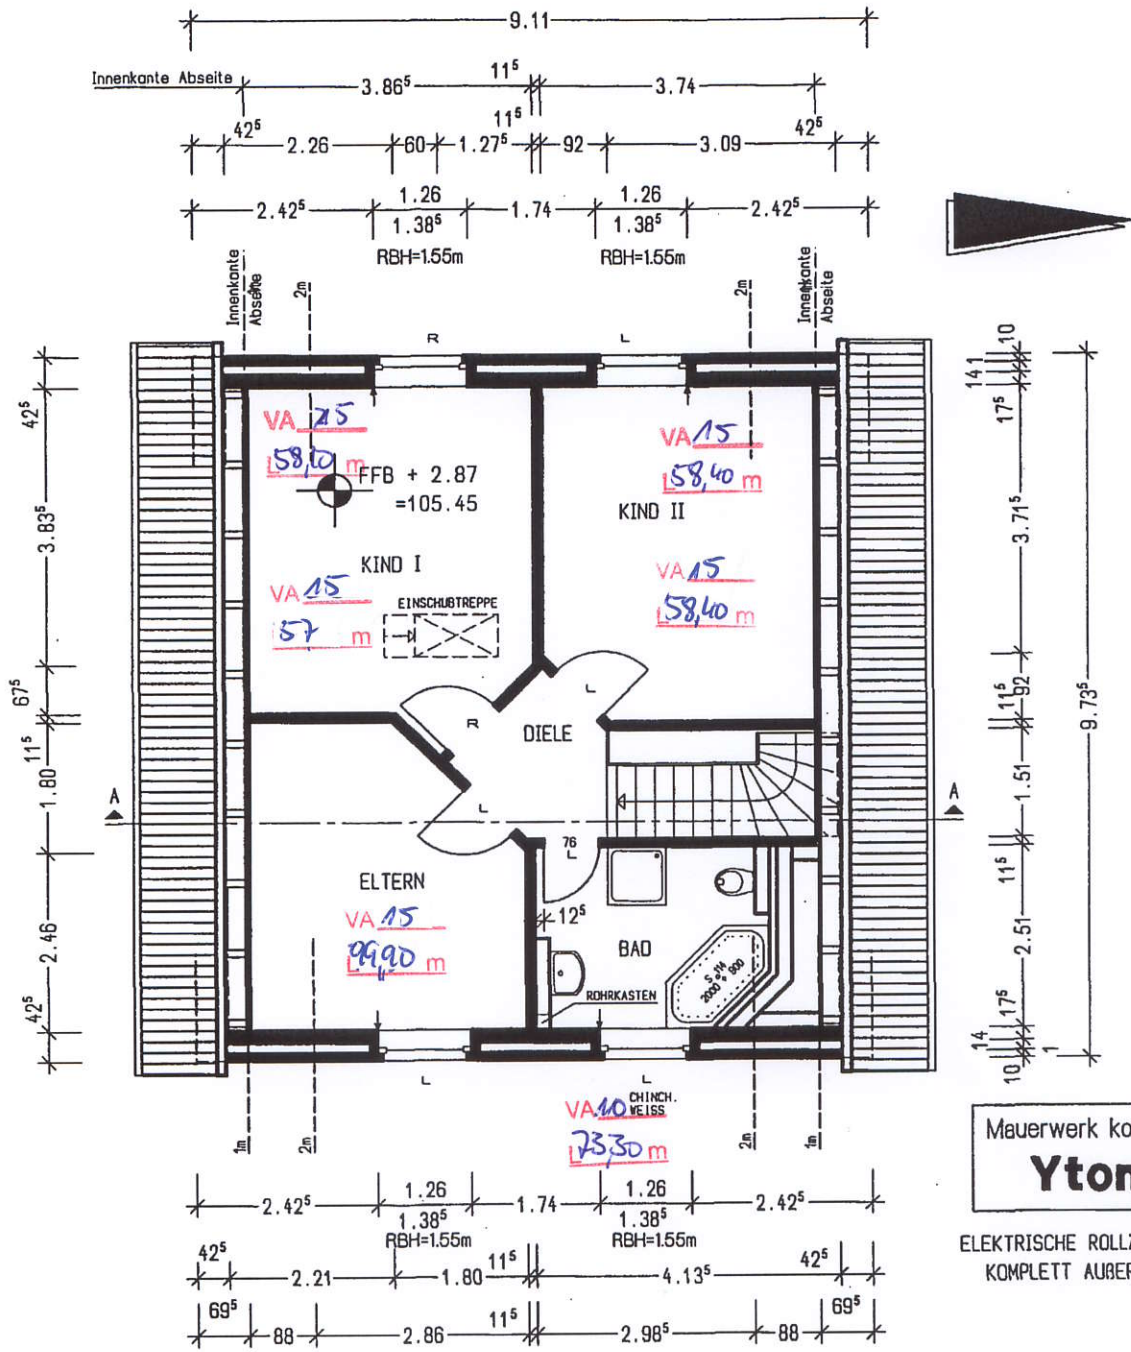 9.11
Innenkante Abseite
3.86⁵
11⁵
3.74
42⁵
2.26
60
1.27⁵
11⁵
92
3.09
42⁵
2.42⁵
1.26
1.38⁵
1.74
1.26
1.38⁵
2.42⁵
RBH=1.55m
RBH=1.55m
Innenkante
Abseite
2m
2m
Innenkante
Abseite
R
L
VA 15
L 58,40 m
FFB + 2.87
=105.45
KIND I
VA 15
L 57 m
EINSCHUBTREPPE
VA 15
L 58,40 m
KIND II
VA 15
L 58,40 m
L
R
DIELE
L
A
A
76
L
ELTERN
VA 15
L 99,90 m
12⁵
BAD
ROHRKASTEN
2000 * 900
42⁵
3.83⁵
67⁵
11⁵
1.80
2.46
42⁵
10
1
14
17⁵
3.71⁵
92
11⁵
1.51
11⁵
2.51
17⁵
14
1
10
9.73⁵
L
L
VA 10
CHINCH.
WEISS
L 73,30 m
1m
2m
2m
1m
2.42⁵
1.26
1.38⁵
1.74
1.26
1.38⁵
2.42⁵
RBH=1.55m
RBH=1.55m
42⁵
2.21
1.80
11⁵
4.13⁵
42⁵
69⁵
88
2.86
11⁵
2.98⁵
88
69⁵
Mauerwerk ko
Yton
ELEKTRISCHE ROLLZ
KOMPLETT AUßER